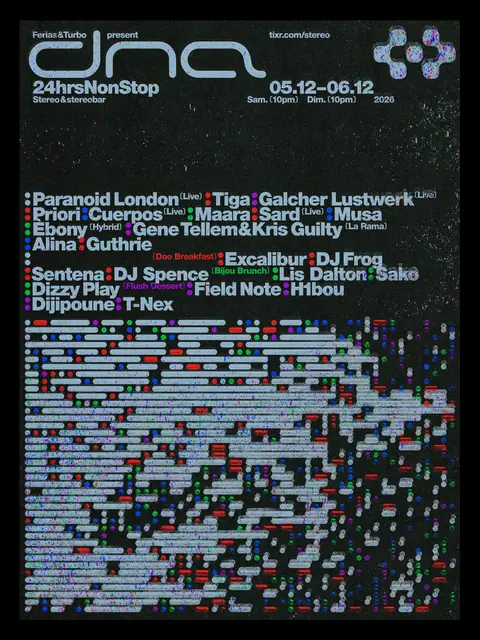 Ferias&Turbo present
tixr.com/stereo
dna
24hrsNonStop
Stereo&stereobar
05.12–06.12
Sam. (10pm) Dim. (10pm) 2026
Paranoid London (Live) Tiga Galcher Lustwerk (Live)
Priori Cuerpos (Live) Maara Sard (Live) Musa
Ebony (Hybrid) Gene Tellem & Kris Guilty (La Rama)
Alina Guthrie
(Doo Breakfast) Excalibur DJ Frog
Sentena DJ Spence (Bijou Brunch) Lis Dalton Sake
Dizzy Play (Flush Dessert) Field Note H1bou
Dijipoune T-Nex